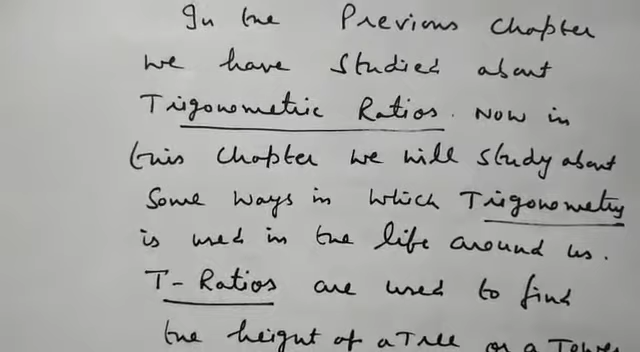 In the Previous Chapter
we have studied about
Trigonometric Ratios. Now in
this Chapter we will study about
Some ways in which Trigonometry
is used in the life around us.
T-Ratios are used to find
the height of a Tree or a Tower